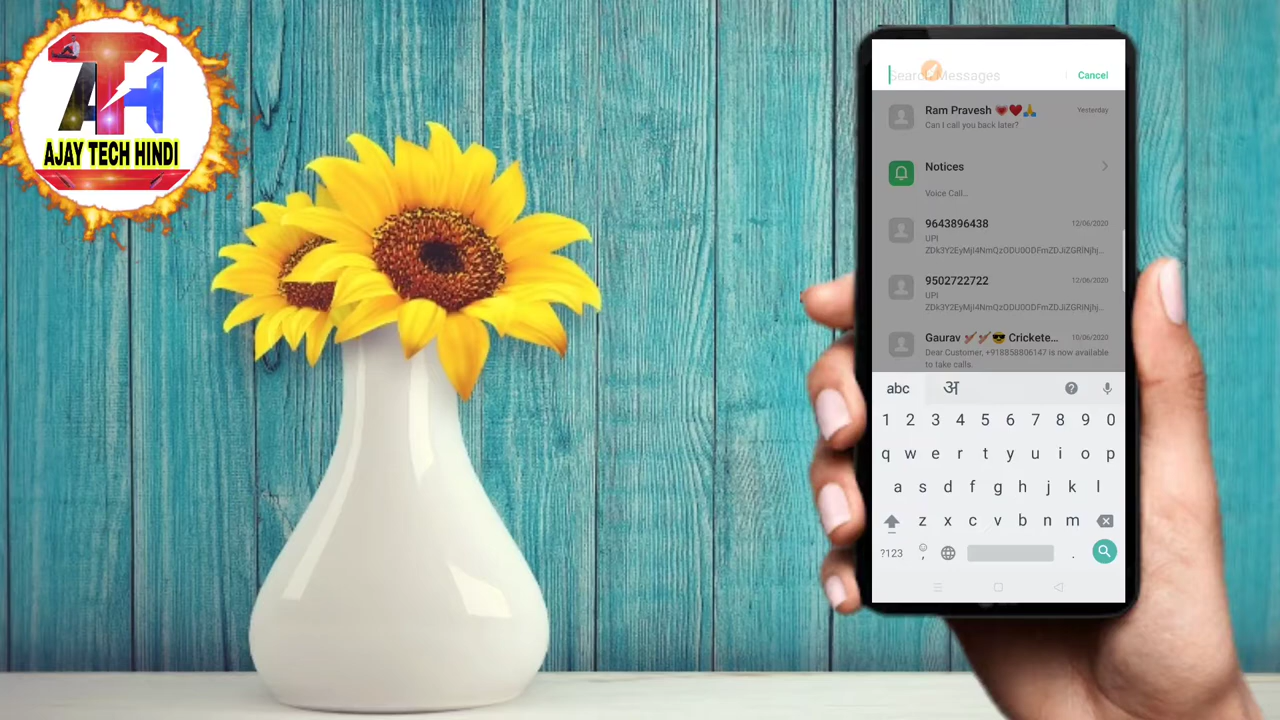 AJAY TECH HINDI
Search Messages
Cancel
Ram Pravesh 💗❤️🙏
Yesterday
Can I call you back later?
Notices
Voice Call...
9643896438
12/06/2020
UPI
9502722722
12/06/2020
UPI
Gaurav 🏏🏏😎 Crickete...
10/06/2020
Dear Customer, +918858806147 is now available
to take calls.
abc अ
1 2 3 4 5 6 7 8 9 0
q w e r t y u i o p
a s d f g h j k l
z x c v b n m
?123 , .